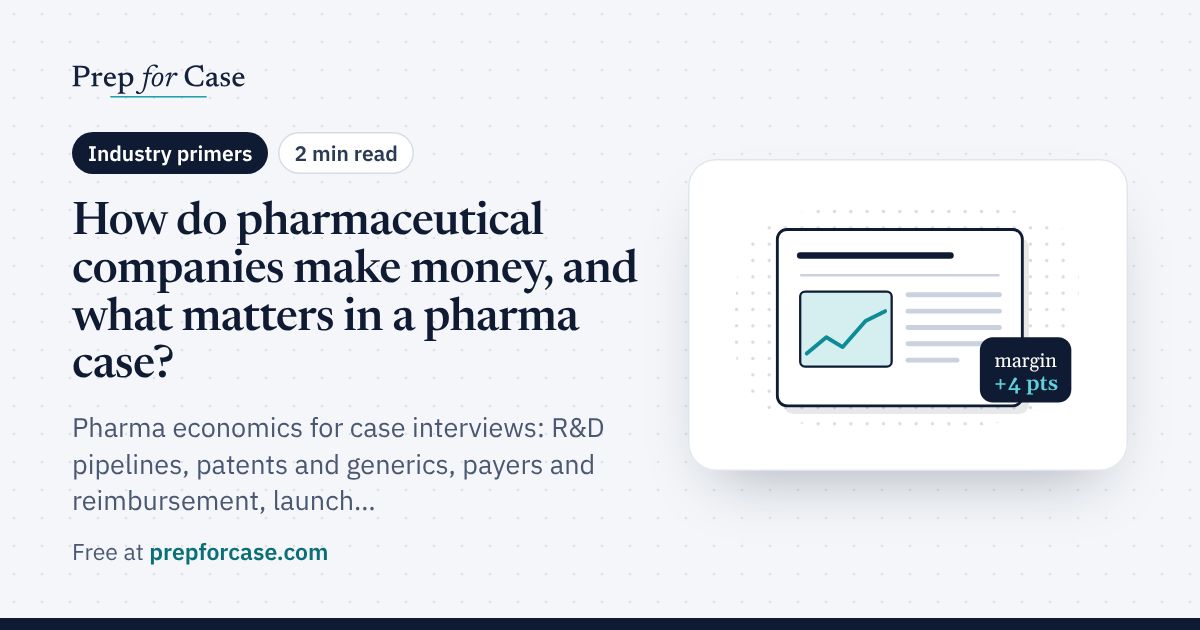 Prep for Case
Industry primers
2 min read
How do pharmaceutical
companies make money, and
what matters in a pharma
case?
Pharma economics for case interviews: R&D
pipelines, patents and generics, payers and
reimbursement, launch...
Free at prepforcase.com
margin
+4 pts